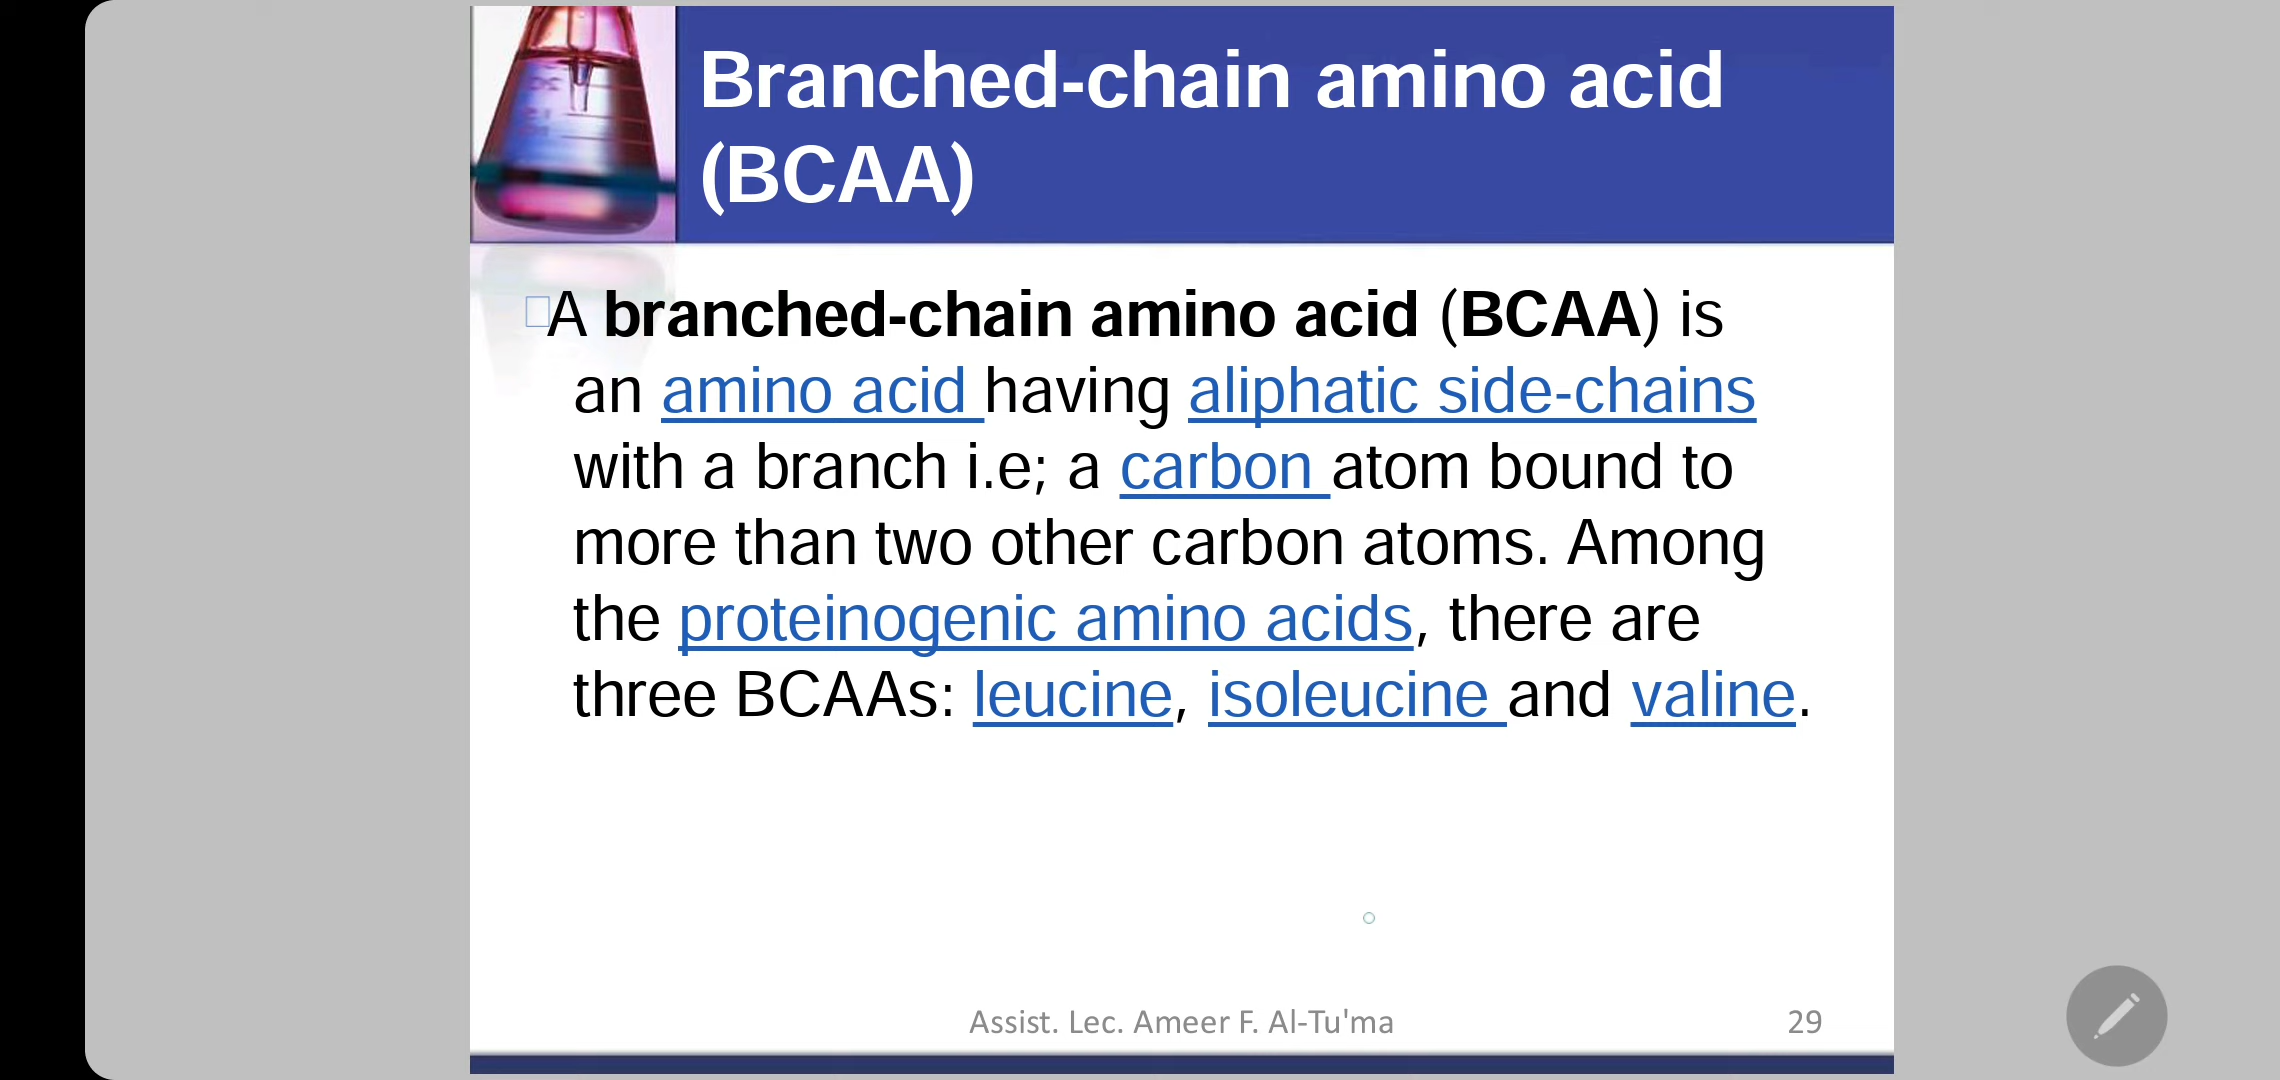 Branched-chain amino acid
(BCAA)
A branched-chain amino acid (BCAA) is
an amino acid having aliphatic side-chains
with a branch i.e; a carbon atom bound to
more than two other carbon atoms. Among
the proteinogenic amino acids, there are
three BCAAs: leucine, isoleucine and valine.
Assist. Lec. Ameer F. Al-Tu'ma
29